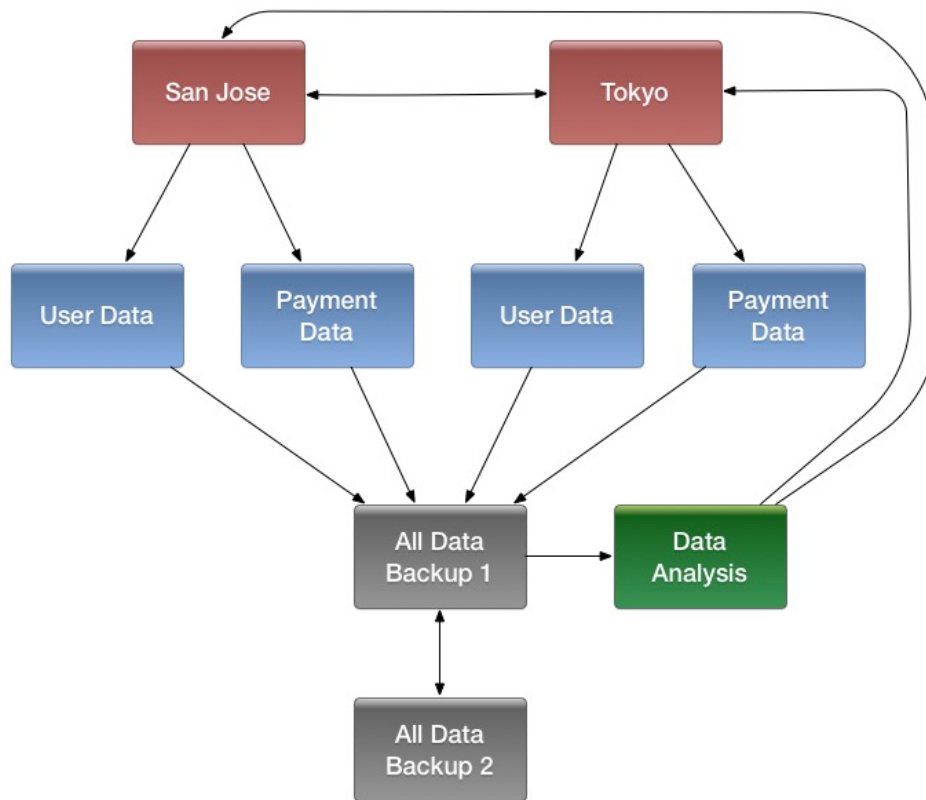 San Jose
Tokyo
User Data
Payment
Data
User Data
Payment
Data
All Data
Backup 1
Data
Analysis
All Data
Backup 2